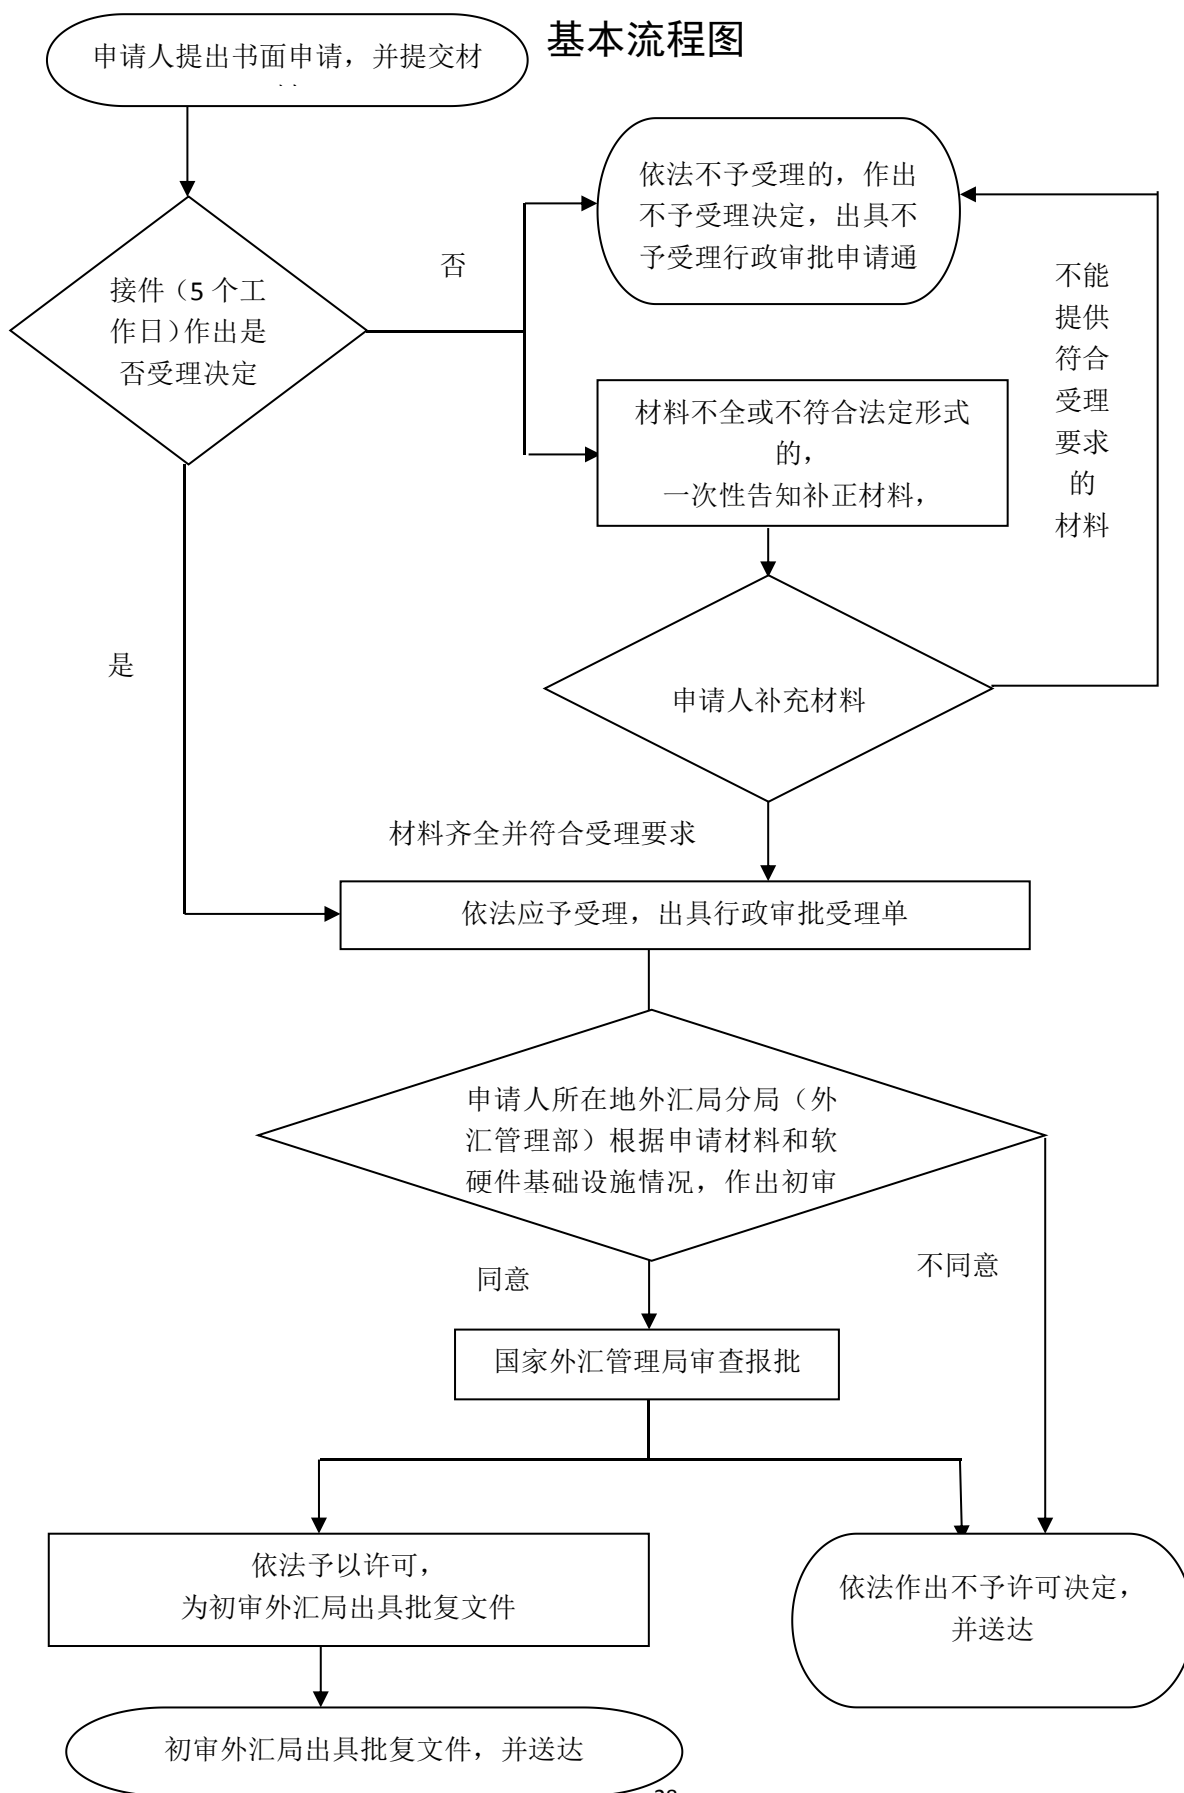 基本流程图
申请人提出书面申请，并提交材
依法不予受理的，作出
不予受理决定，出具不
予受理行政审批申请通
否
不能
提供
符合
受理
要求
的
材料
接件（5 个工
作日）作出是
否受理决定
材料不全或不符合法定形式
的，
一次性告知补正材料，
是
申请人补充材料
材料齐全并符合受理要求
依法应予受理，出具行政审批受理单
申请人所在地外汇局分局（外
汇管理部）根据申请材料和软
硬件基础设施情况，作出初审
同意
不同意
国家外汇管理局审查报批
依法予以许可，
为初审外汇局出具批复文件
依法作出不予许可决定，
并送达
初审外汇局出具批复文件，并送达